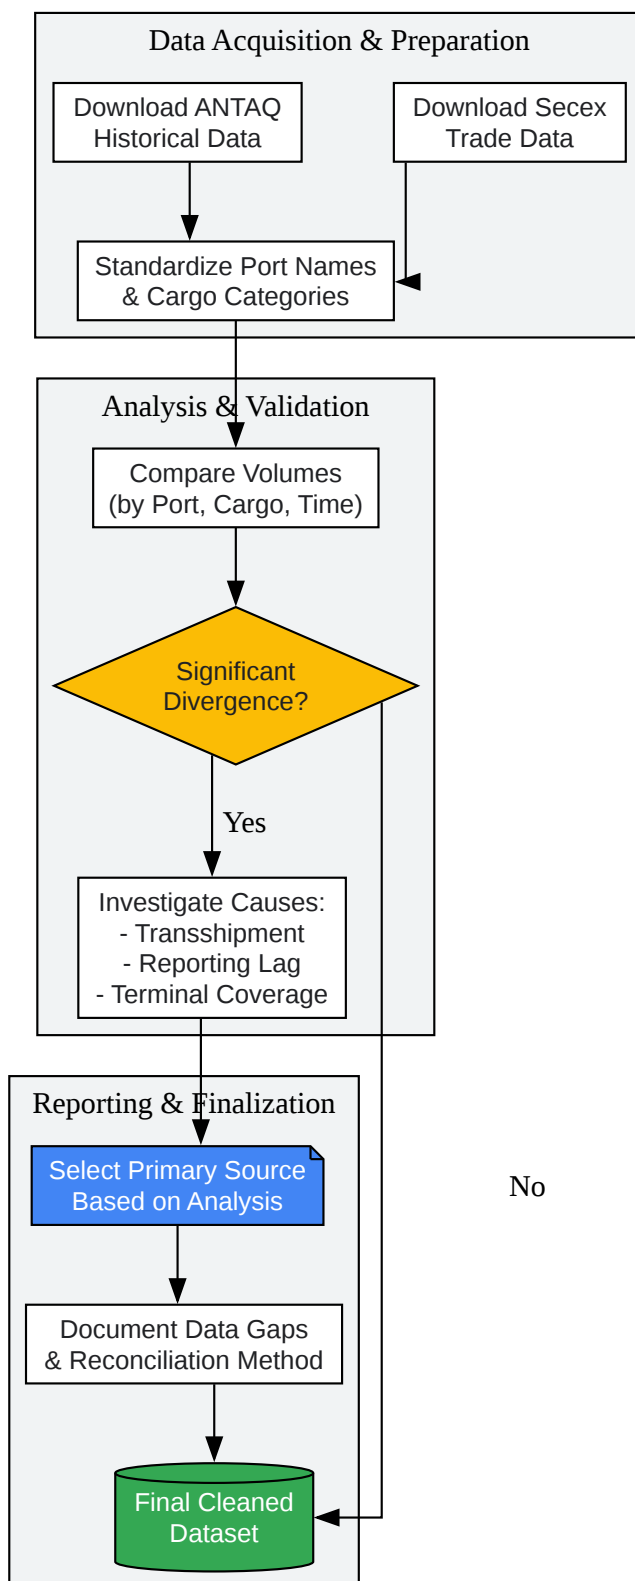 Data Acquisition & Preparation
Download ANTAQ
Historical Data
Download Secex
Trade Data
Standardize Port Names
& Cargo Categories
Analysis & Validation
Compare Volumes
(by Port, Cargo, Time)
Significant
Divergence?
Yes
Investigate Causes:
- Transshipment
- Reporting Lag
- Terminal Coverage
Reporting & Finalization
Select Primary Source
Based on Analysis
No
Document Data Gaps
& Reconciliation Method
Final Cleaned
Dataset